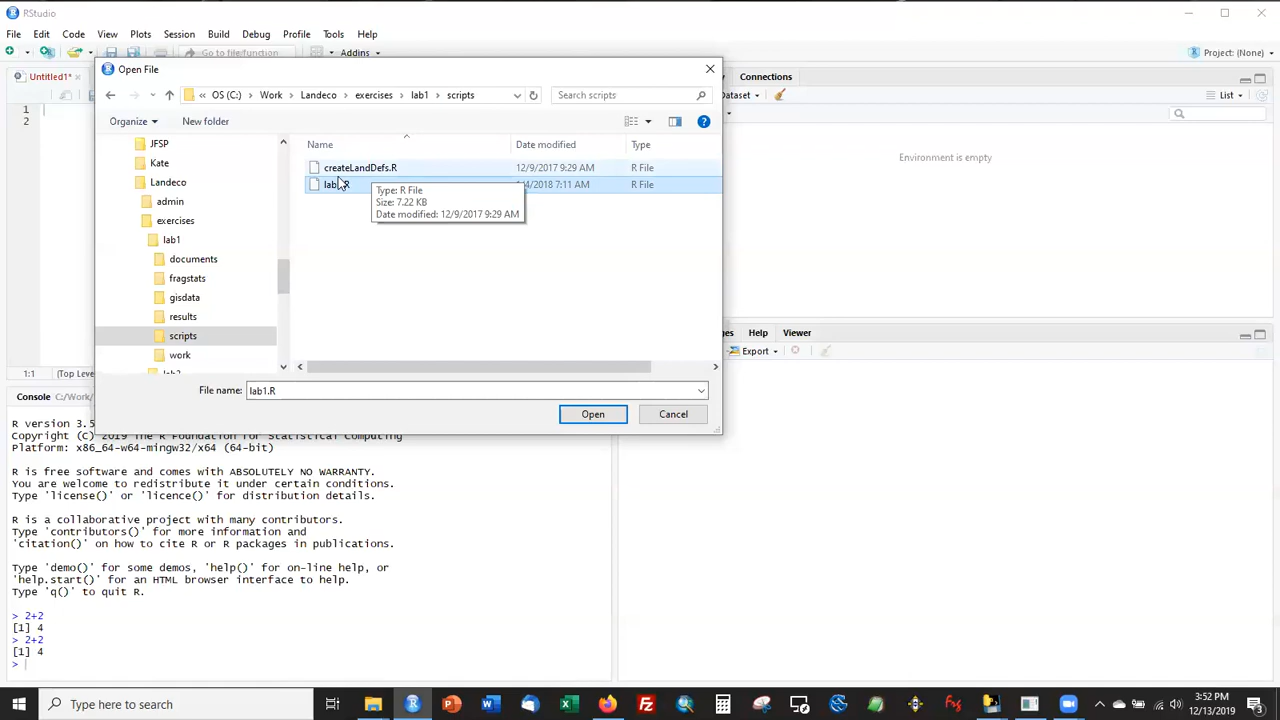 RStudio
File Edit Code View Plots Session Build Debug Profile Tools Help
Go to file/function
Addins
Project: (None)
Untitled1*
Open File
Connections
« OS (C:) › Work › Landeco › exercises › lab1 › scripts
Search scripts
Dataset
List
Organize
New folder
1
2
JFSP
Kate
Landeco
admin
exercises
lab1
documents
fragstats
gisdata
results
scripts
work
Name Date modified Type
createLandDefs.R 12/9/2017 9:29 AM R File
/4/2018 7:11 AM R File
Type: R File
Size: 7.22 KB
Date modified: 12/9/2017 9:29 AM
Environment is empty
File name: lab1.R
Open
Cancel
Help Viewer
Export
1:1 (Top Level
Console C:/Work/
R version 3.5
Copyright (C) 2019 The R Foundation for Statistical Computing
Platform: x86_64-w64-mingw32/x64 (64-bit)
R is free software and comes with ABSOLUTELY NO WARRANTY.
You are welcome to redistribute it under certain conditions.
Type 'license()' or 'licence()' for distribution details.
R is a collaborative project with many contributors.
Type 'contributors()' for more information and
'citation()' on how to cite R or R packages in publications.
Type 'demo()' for some demos, 'help()' for on-line help, or
'help.start()' for an HTML browser interface to help.
Type 'q()' to quit R.
> 2+2
[1] 4
> 2+2
[1] 4
>
Type here to search
3:52 PM
12/13/2019